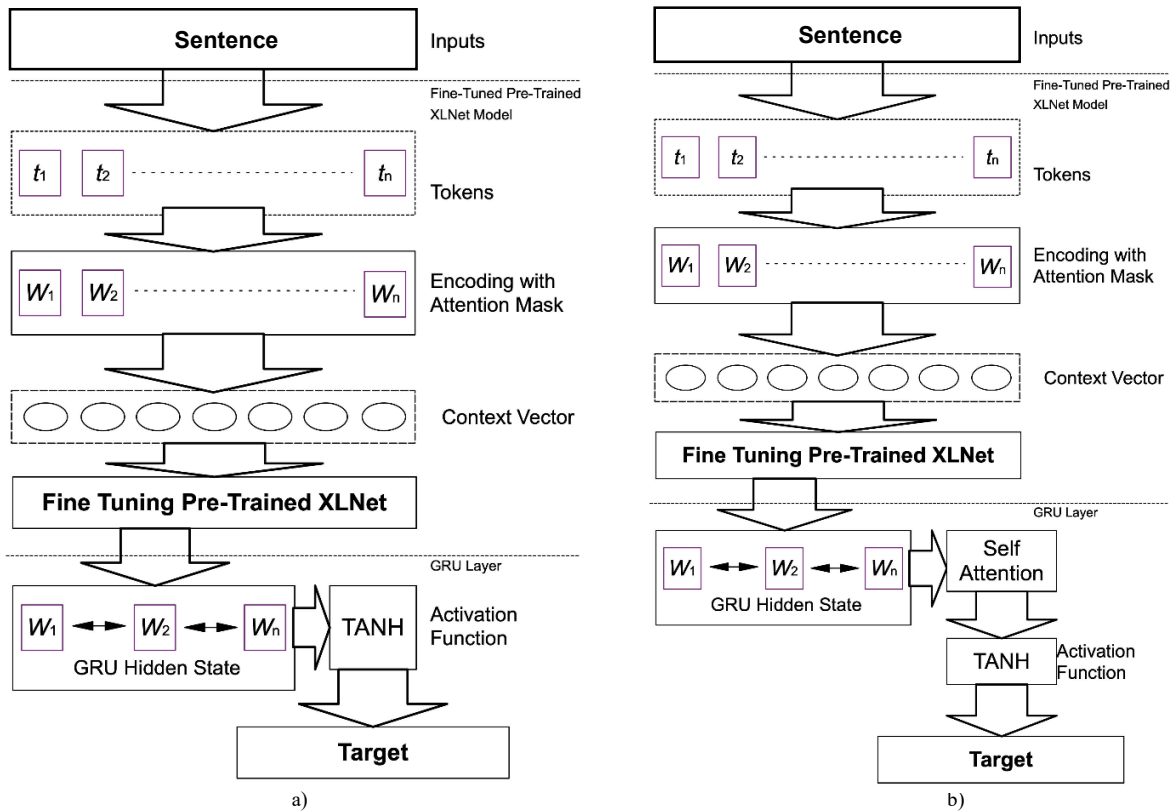 Sentence
Inputs
Fine-Tuned Pre-Trained
XLNet Model
t1 t2 tn
Tokens
W1 W2 Wn
Encoding with
Attention Mask
Context Vector
Fine Tuning Pre-Trained XLNet
GRU Layer
W1 W2 Wn
GRU Hidden State
TANH
Activation
Function
Target
a)
Sentence
Inputs
Fine-Tuned Pre-Trained
XLNet Model
t1 t2 tn
Tokens
W1 W2 Wn
Encoding with
Attention Mask
Context Vector
Fine Tuning Pre-Trained XLNet
GRU Layer
W1 W2 Wn
GRU Hidden State
Self
Attention
TANH
Activation
Function
Target
b)